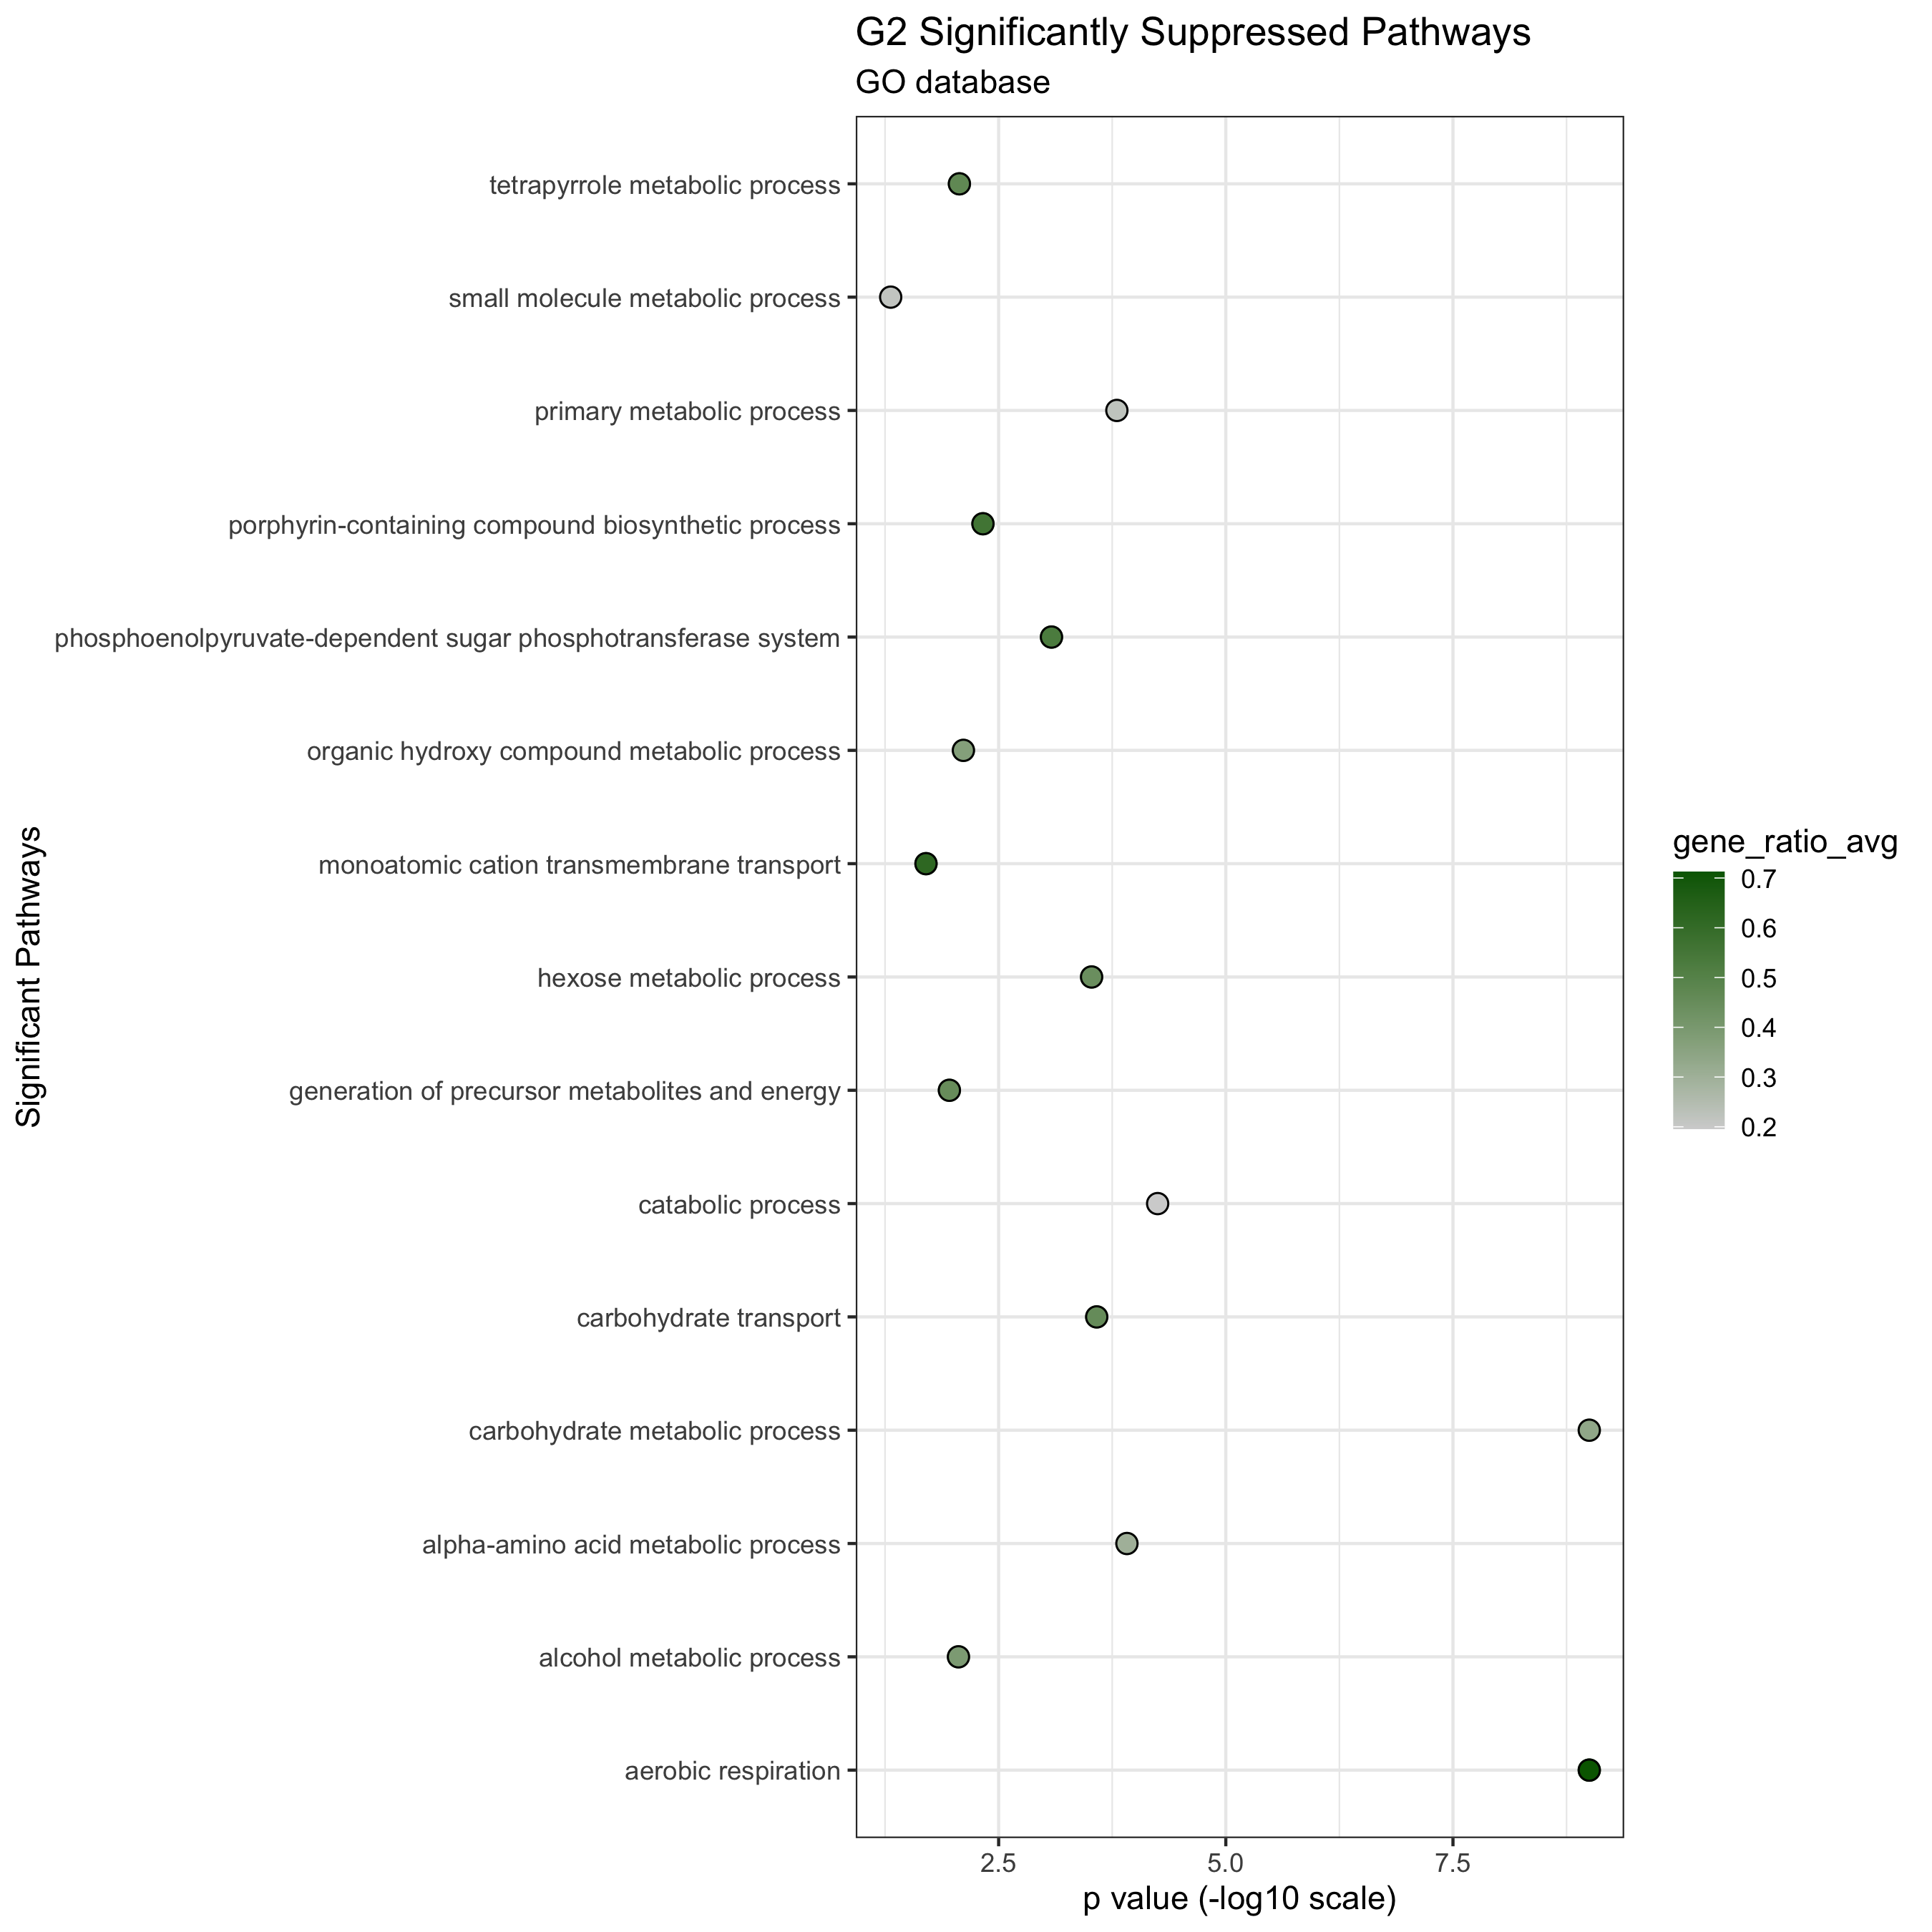 G2 Significantly Suppressed Pathways
GO database
Significant Pathways
tetrapyrrole metabolic process
small molecule metabolic process
primary metabolic process
porphyrin-containing compound biosynthetic process
phosphoenolpyruvate-dependent sugar phosphotransferase system
organic hydroxy compound metabolic process
monoatomic cation transmembrane transport
hexose metabolic process
generation of precursor metabolites and energy
catabolic process
carbohydrate transport
carbohydrate metabolic process
alpha-amino acid metabolic process
alcohol metabolic process
aerobic respiration
2.5 5.0 7.5
p value (-log10 scale)
gene_ratio_avg
0.7
0.6
0.5
0.4
0.3
0.2